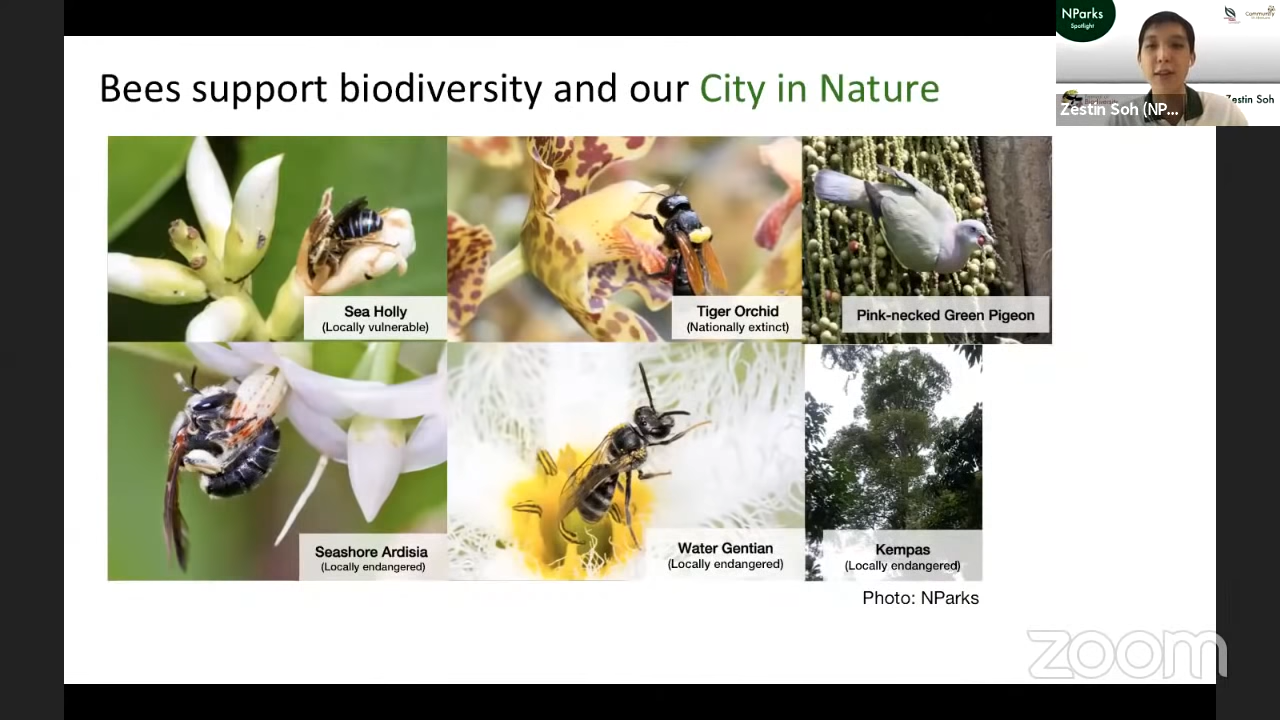 Bees support biodiversity and our City in Nature
NParks
Spotlight
Community
Zestin Soh
Zestin Soh (NP...
Sea Holly
(Locally vulnerable)
Tiger Orchid
(Nationally extinct)
Pink-necked Green Pigeon
Seashore Ardisia
(Locally endangered)
Water Gentian
(Locally endangered)
Kempas
(Locally endangered)
Photo: NParks
zoom